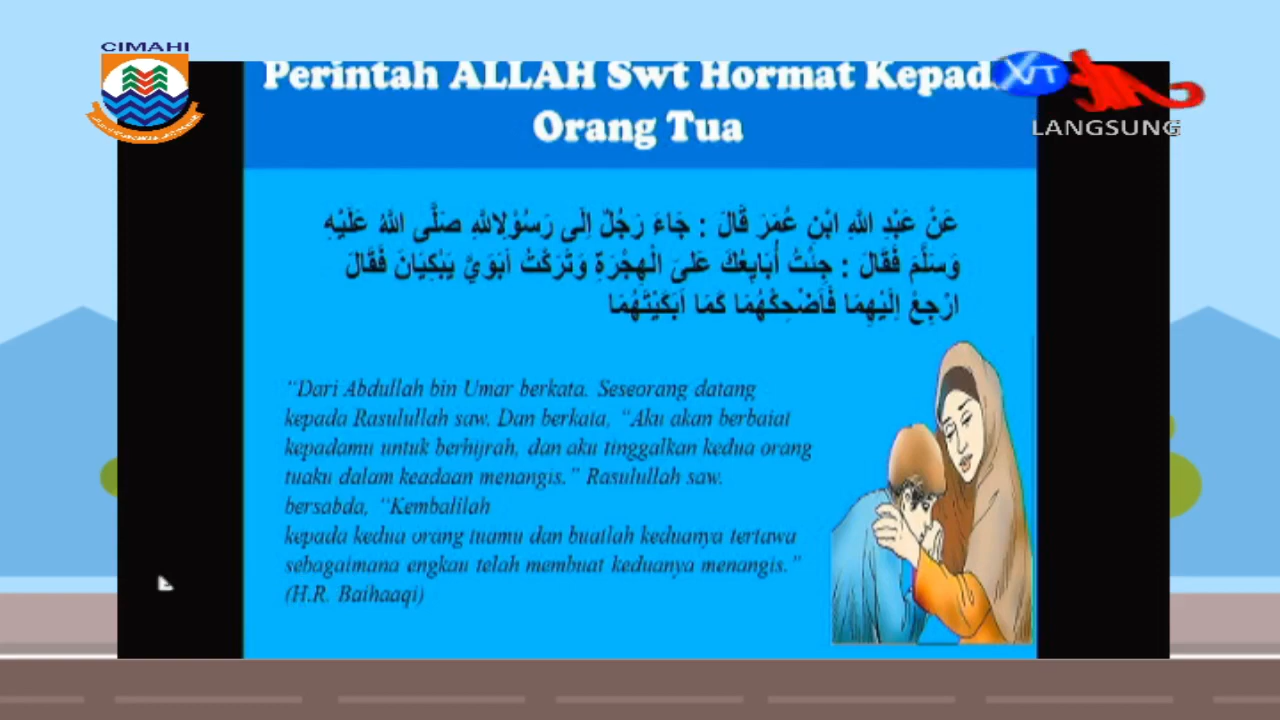 CIMAHI
LANGSUNG
Perintah ALLAH Swt Hormat Kepad
Orang Tua
عَنْ عَبْدِ اللهِ ابْنِ عُمَرَ قَالَ : جَاءَ رَجُلٌ اِلَى رَسُوْلِاللهِ صَلَّى اللهُ عَلَيْهِ
وَسَلَّمَ فَقَالَ : جِئْتُ أُبَايِعُكَ عَلىَ الْهِجْرَةِ وَتَرَكْتُ اَبَوَيَّ يَبْكِيَانِ فَقَالَ
ارْجِعْ اِلَيْهِمَا فَاَضْحِكْهُمَا كَمَا اَبْكَيْتَهُمَا
“Dari Abdullah bin Umar berkata. Seseorang datang
kepada Rasulullah saw. Dan berkata, “Aku akan berbaiat
kepadamu untuk berhijrah, dan aku tinggalkan kedua orang
tuaku dalam keadaan menangis.” Rasulullah saw.
bersabda, “Kembalilah
kepada kedua orang tuamu dan buatlah keduanya tertawa
sebagaimana engkau telah membuat keduanya menangis.”
(H.R. Baihaaqi)